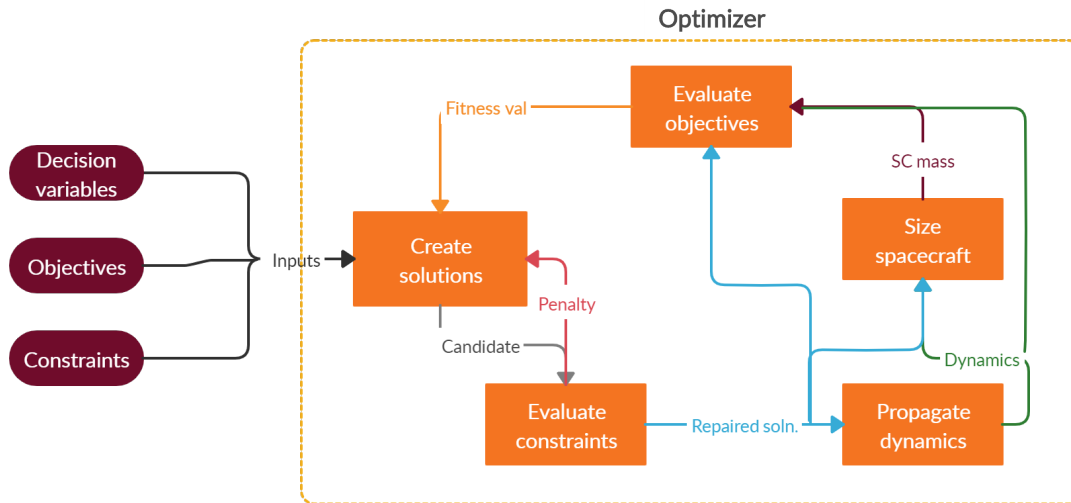 Optimizer
Decision
variables
Objectives
Constraints
Inputs
Create
solutions
Fitness val
Evaluate
objectives
SC mass
Size
spacecraft
Penalty
Candidate
Evaluate
constraints
Repaired soln.
Dynamics
Propagate
dynamics